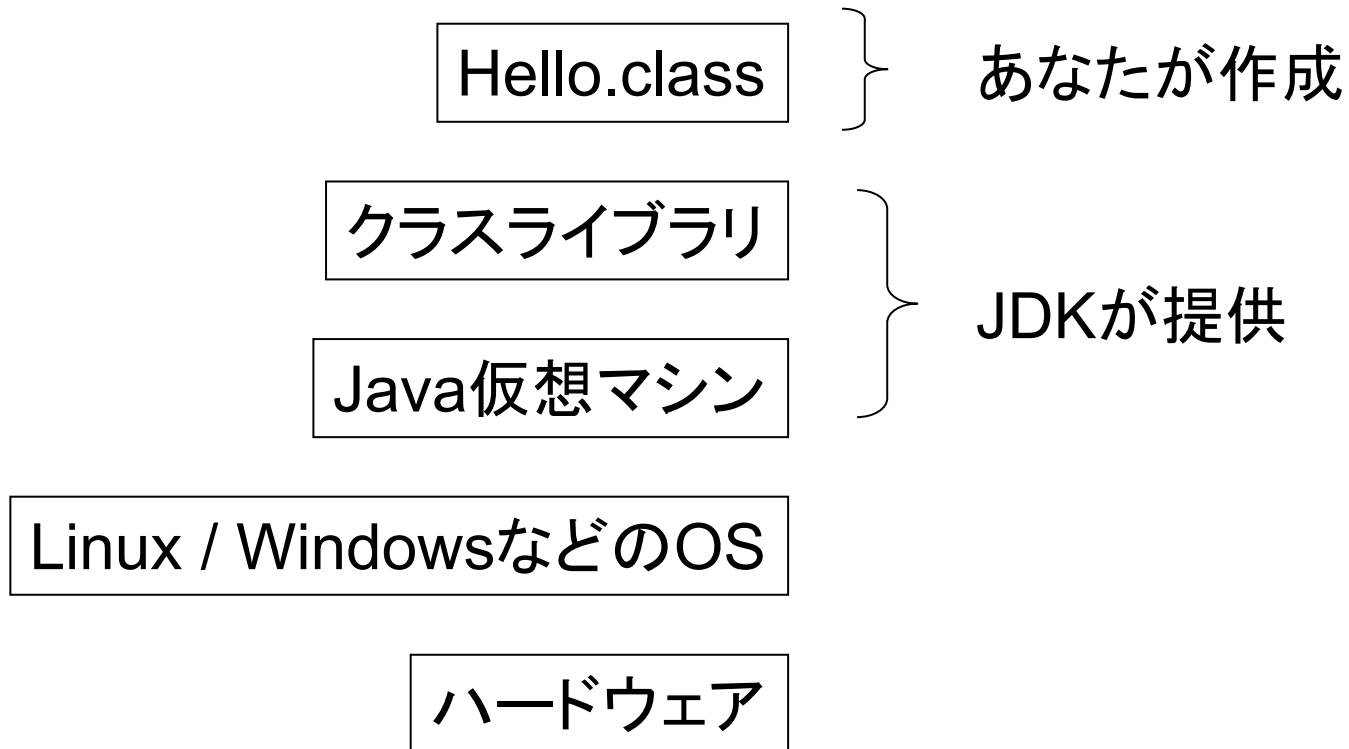 Hello.class
あなたが作成
クラスライブラリ
JDKが提供
Java仮想マシン
Linux / WindowsなどのOS
ハードウェア